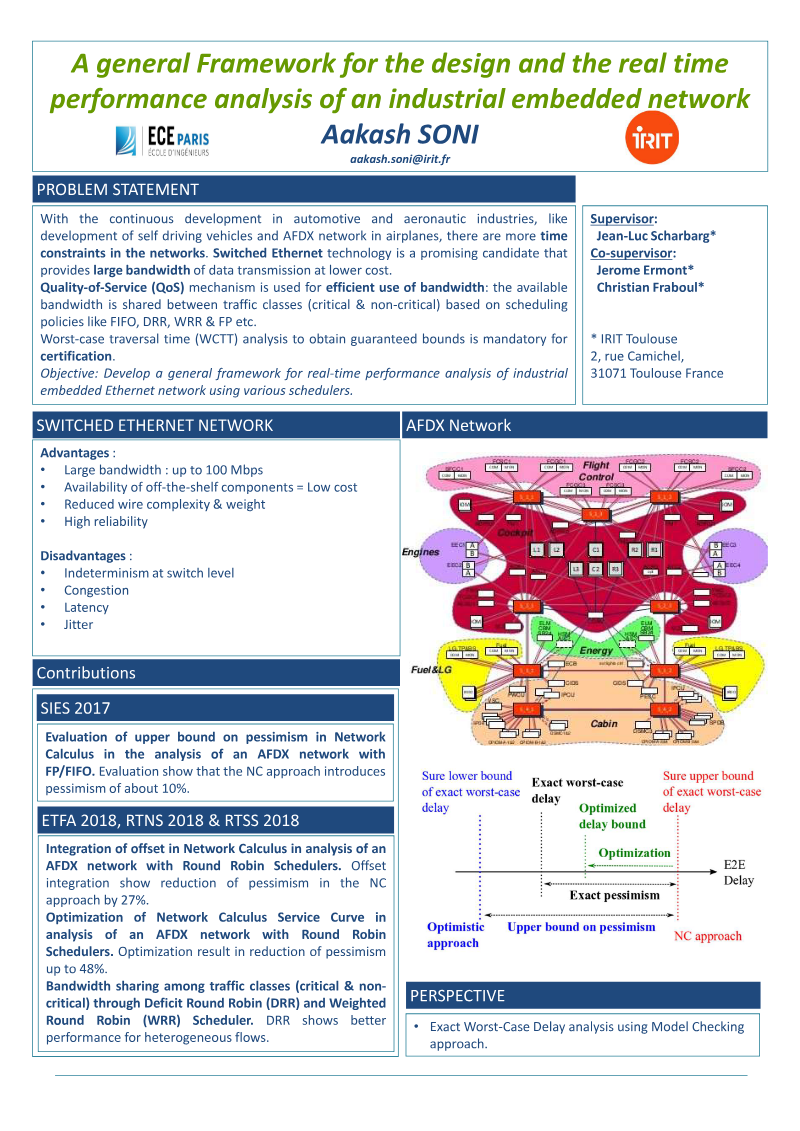 A general Framework for the design and the real time
performance analysis of an industrial embedded network
ECE PARIS
ÉCOLE D'INGÉNIEURS
Aakash SONI
aakash.soni@irit.fr
IRIT
PROBLEM STATEMENT
With the continuous development in automotive and aeronautic industries, like
development of self driving vehicles and AFDX network in airplanes, there are more time
constraints in the networks. Switched Ethernet technology is a promising candidate that
provides large bandwidth of data transmission at lower cost.
Quality-of-Service (QoS) mechanism is used for efficient use of bandwidth: the available
bandwidth is shared between traffic classes (critical & non-critical) based on scheduling
policies like FIFO, DRR, WRR & FP etc.
Worst-case traversal time (WCTT) analysis to obtain guaranteed bounds is mandatory for
certification.
Objective: Develop a general framework for real-time performance analysis of industrial
embedded Ethernet network using various schedulers.
Supervisor:
Jean-Luc Scharbarg*
Co-supervisor:
Jerome Ermont*
Christian Fraboul*
* IRIT Toulouse
2, rue Camichel,
31071 Toulouse France
SWITCHED ETHERNET NETWORK
Advantages :
• Large bandwidth : up to 100 Mbps
• Availability of off-the-shelf components = Low cost
• Reduced wire complexity & weight
• High reliability
Disadvantages :
• Indeterminism at switch level
• Congestion
• Latency
• Jitter
AFDX Network
FCSC1
FCGC1
FCGC2
FCSC2
SFCC1
SFCC2
Flight
Control
FCGC3
FCSC3
Cockpit
Engines
EEC1
A
B
EEC2
B
A
L1
L2
C1
R2
R1
L3
C2
R3
EEC3
B
A
EEC4
B
A
Energy
Fuel&LG
Fuel
Fuel
Cabin
Contributions
SIES 2017
Evaluation of upper bound on pessimism in Network
Calculus in the analysis of an AFDX network with
FP/FIFO. Evaluation show that the NC approach introduces
pessimism of about 10%.
ETFA 2018, RTNS 2018 & RTSS 2018
Integration of offset in Network Calculus in analysis of an
AFDX network with Round Robin Schedulers. Offset
integration show reduction of pessimism in the NC
approach by 27%.
Optimization of Network Calculus Service Curve in
analysis of an AFDX network with Round Robin
Schedulers. Optimization result in reduction of pessimism
up to 48%.
Bandwidth sharing among traffic classes (critical & non-
critical) through Deficit Round Robin (DRR) and Weighted
Round Robin (WRR) Scheduler. DRR shows better
performance for heterogeneous flows.
Sure lower bound
of exact worst-case
delay
Exact worst-case
delay
Optimized
delay bound
Sure upper bound
of exact worst-case
delay
Optimization
E2E
Delay
Exact pessimism
Optimistic
approach
Upper bound on pessimism
NC approach
PERSPECTIVE
• Exact Worst-Case Delay analysis using Model Checking
approach.